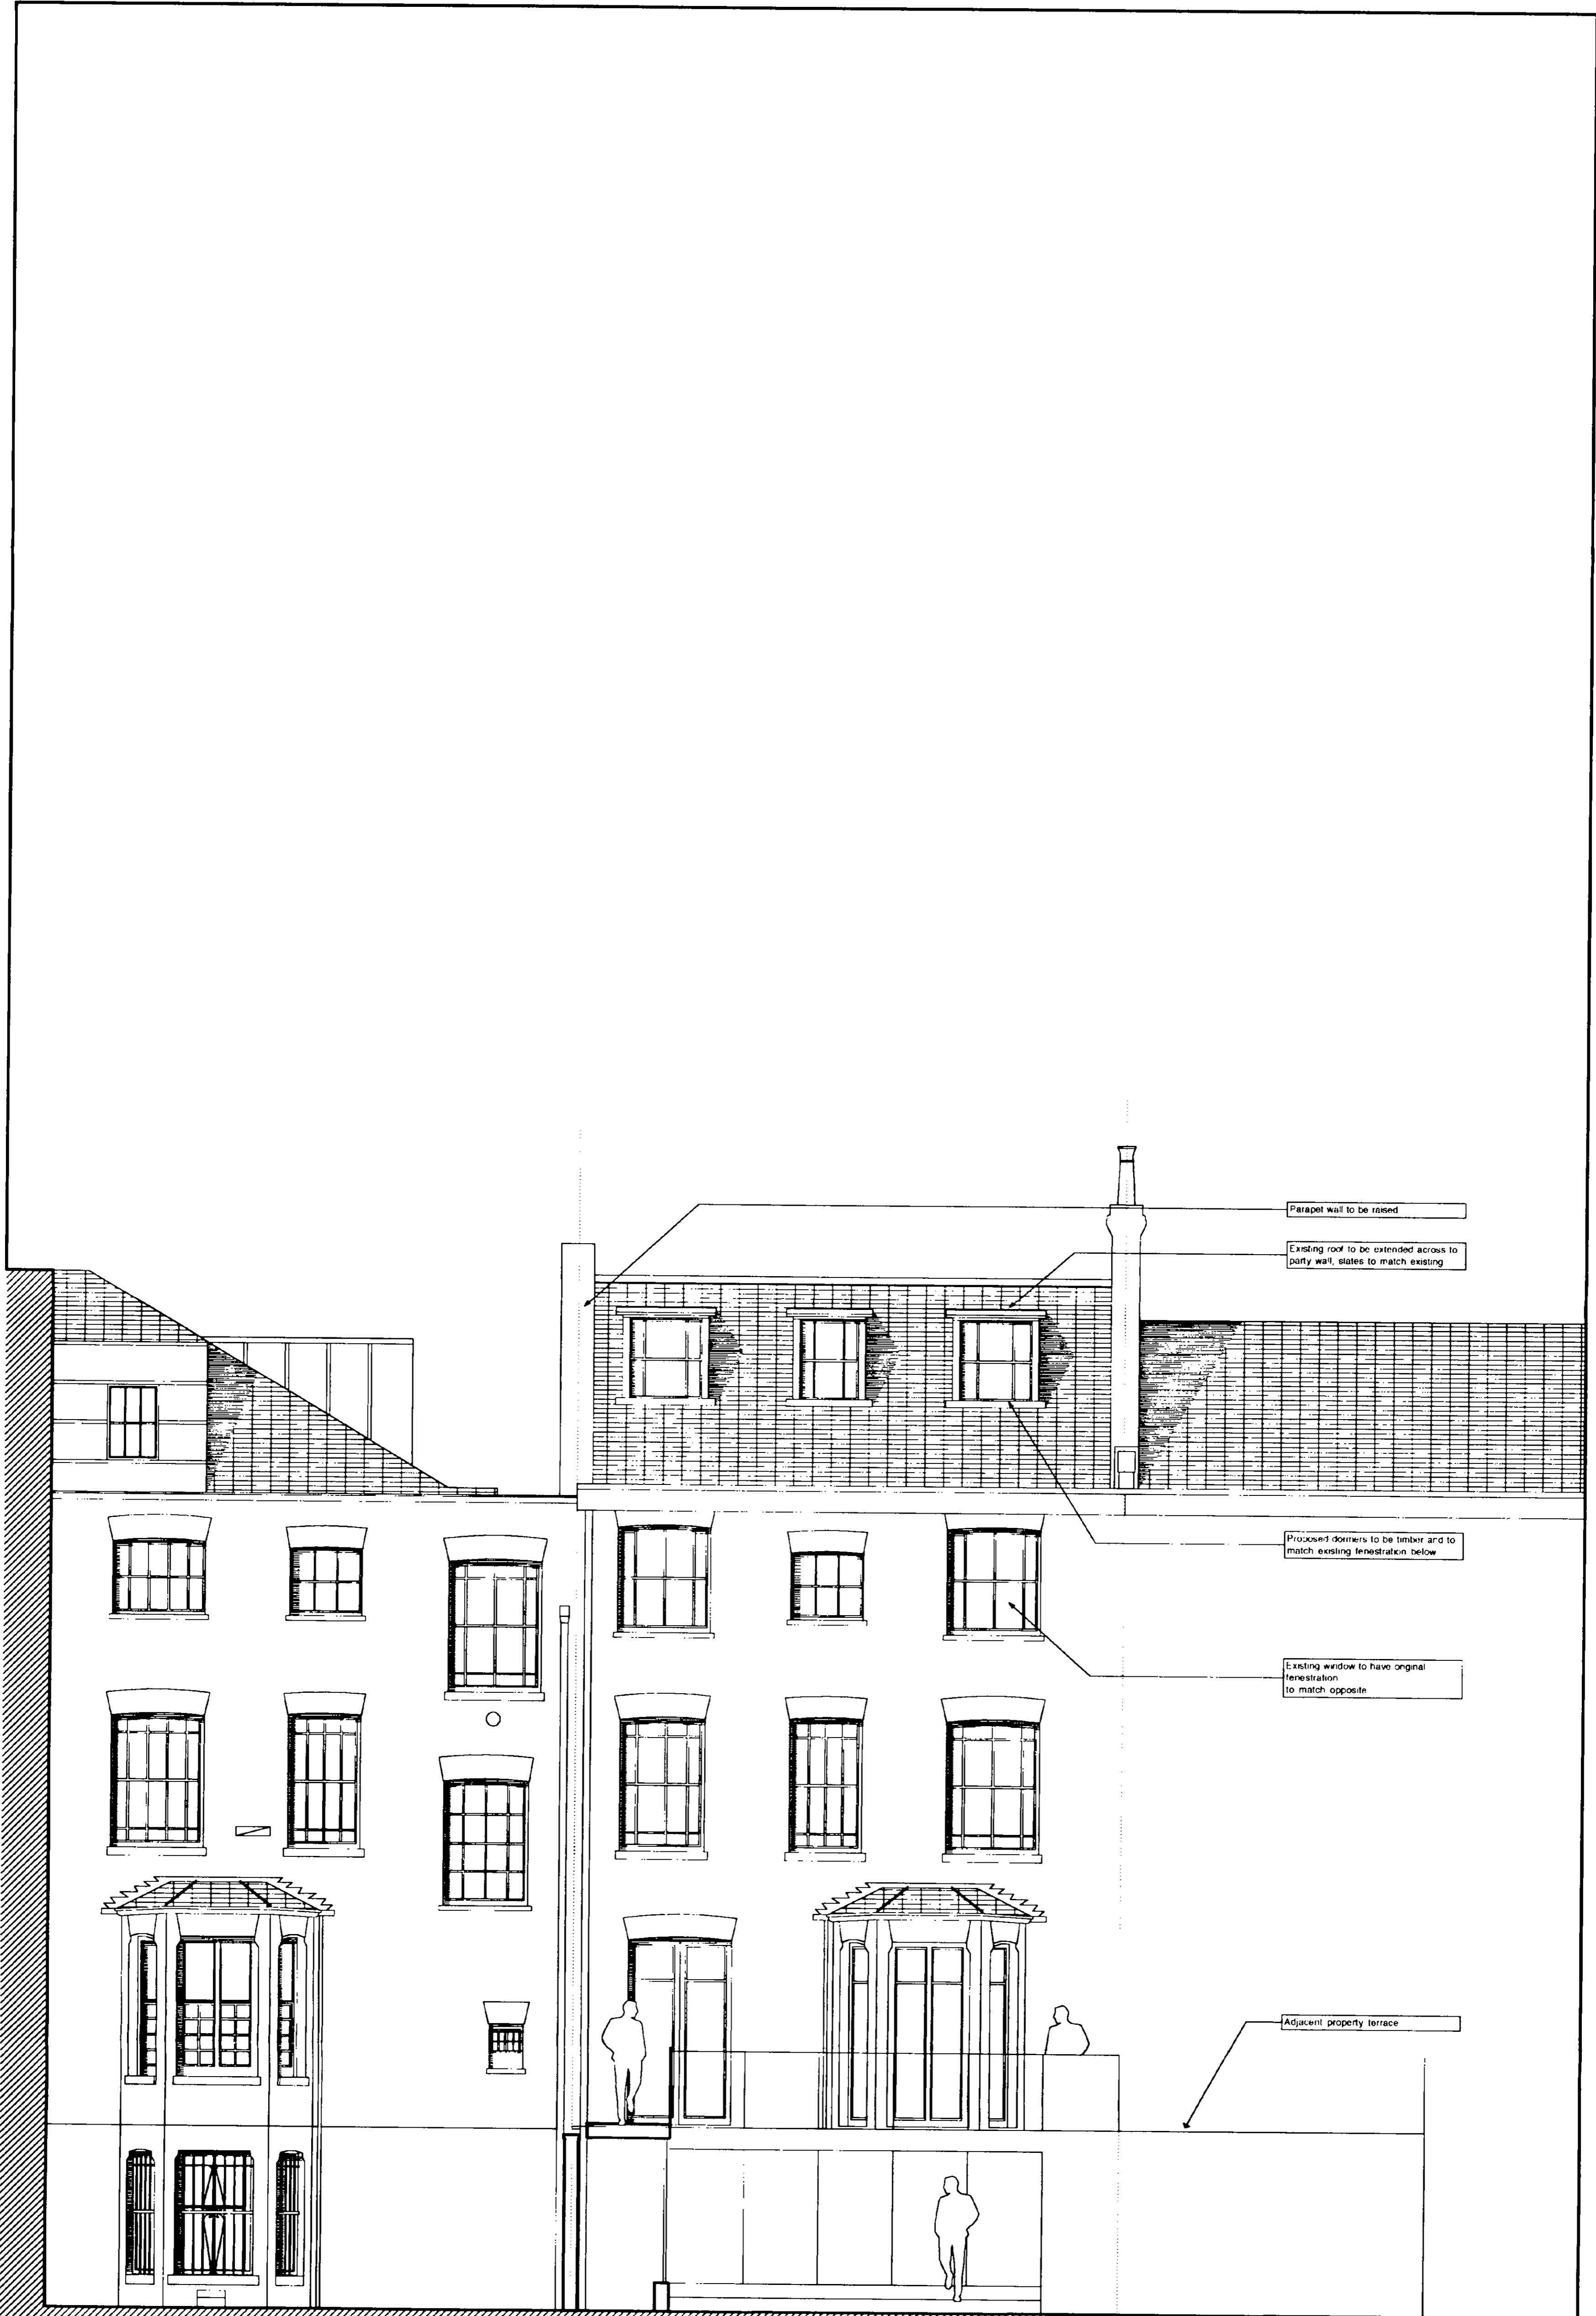 Parapet wall to be raised
Existing roof to be extended across to
party wall, slates to match existing
Proposed dormers to be timber and to
match existing fenestration below
Existing window to have original
fenestration
to match opposite
Adjacent property terrace